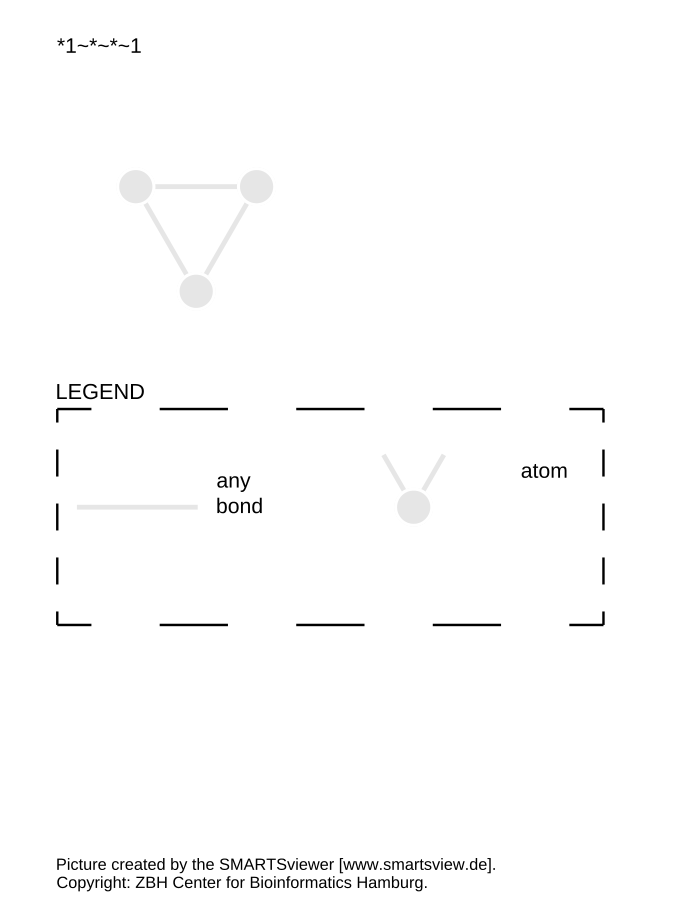 *1~*~*~1
LEGEND
any
bond
atom
Picture created by the SMARTSviewer [www.smartsview.de].
Copyright: ZBH Center for Bioinformatics Hamburg.